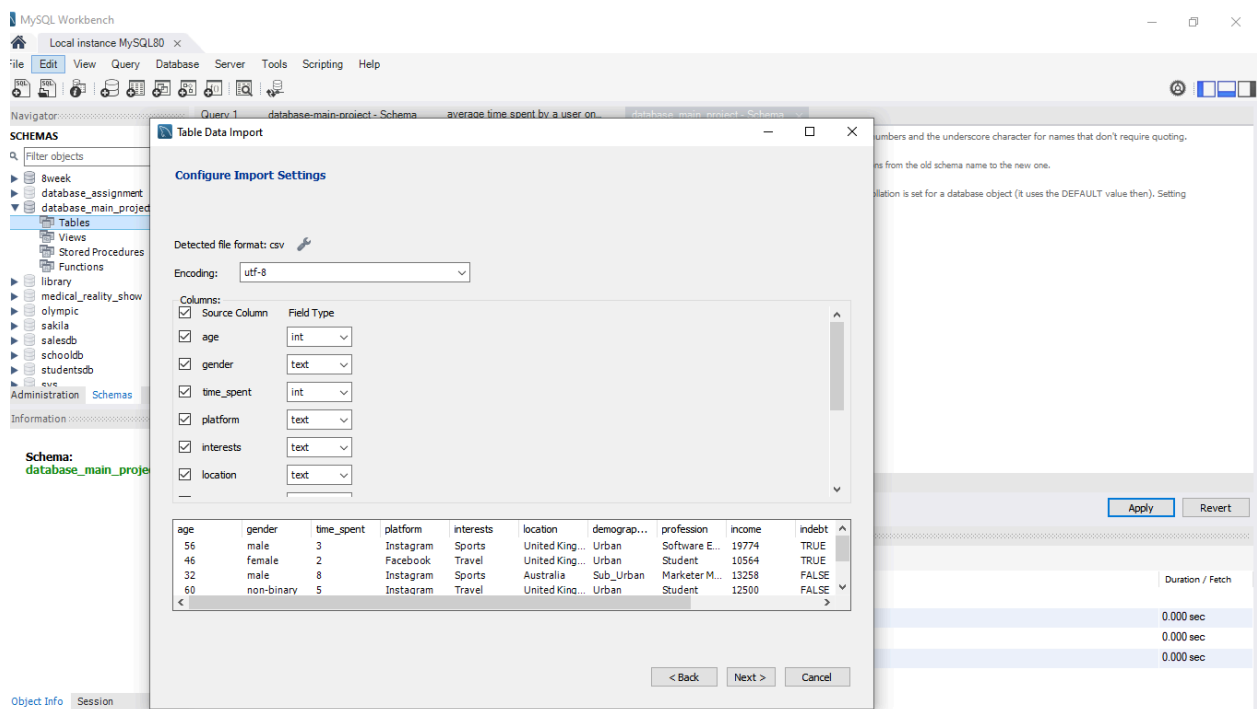 MySQL Workbench
Local instance MySQL80
File Edit View Query Database Server Tools Scripting Help
Navigator
Query 1 database-main-project - Schema average time spent by a user on... database_main_project - Schema
SCHEMAS
Filter objects
8week
database_assignment
database_main_project
Tables
Views
Stored Procedures
Functions
library
medical_reality_show
olympic
sakila
salesdb
schooldb
studentsdb
sys
Administration Schemas
Information
Schema:
database_main_proje
Table Data Import
Configure Import Settings
Detected file format: csv
Encoding: utf-8
Columns:
Source Column Field Type
age int
gender text
time_spent int
platform text
interests text
location text
age gender time_spent platform interests location demograp... profession income indebt
56 male 3 Instagram Sports United King... Urban Software E... 19774 TRUE
46 female 2 Facebook Travel United King... Urban Student 10564 TRUE
32 male 8 Instagram Sports Australia Sub_Urban Marketer M... 13258 FALSE
60 non-binary 5 Instagram Travel United King... Urban Student 12500 FALSE
< Back Next > Cancel
numbers and the underscore character for names that don't require quoting.
ns from the old schema name to the new one.
ollation is set for a database object (it uses the DEFAULT value then). Setting
Apply Revert
Duration / Fetch
0.000 sec
0.000 sec
0.000 sec
Object Info Session